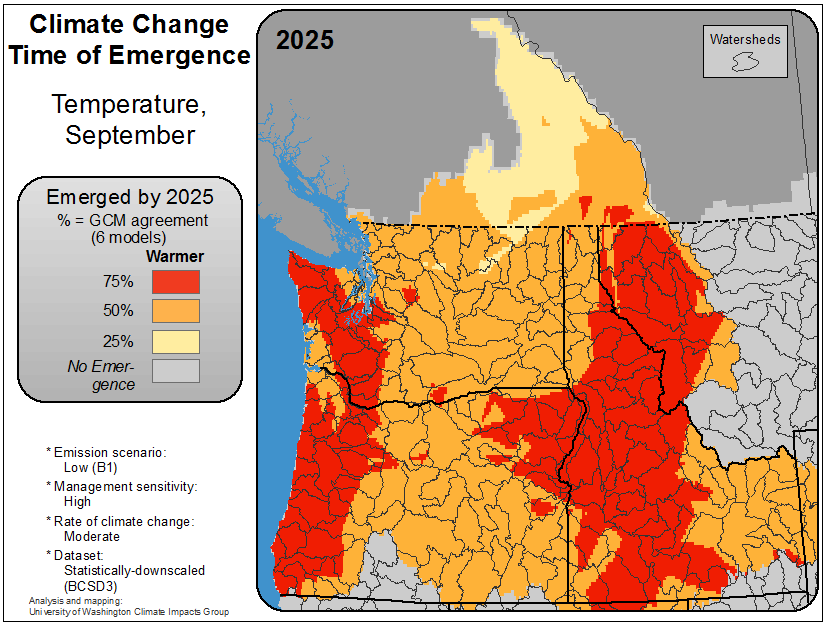 Climate Change
Time of Emergence
Temperature,
September
Emerged by 2025
% = GCM agreement
(6 models)
Warmer
75%
50%
25%
No Emer-
gence
* Emission scenario:
Low (B1)
* Management sensitivity:
High
* Rate of climate change:
Moderate
* Dataset:
Statistically-downscaled
(BCSD3)
Analysis and mapping:
University of Washington Climate Impacts Group
2025
Watersheds